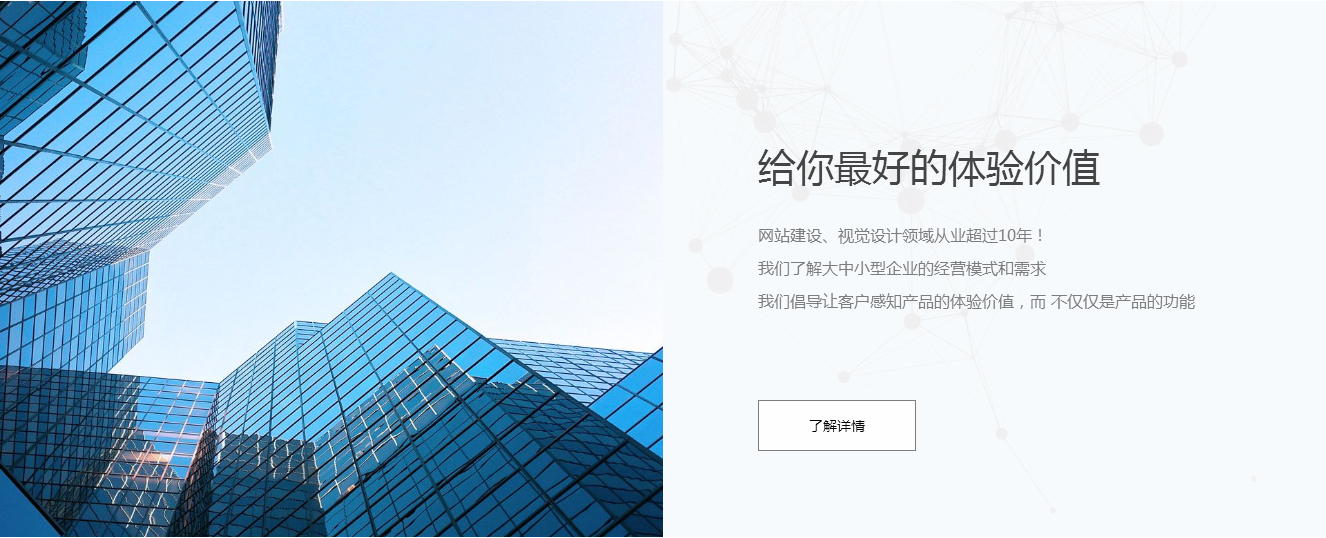 给你最好的体验价值
网站建设、视觉设计领域从业超过10年！
我们了解大中小型企业的经营模式和需求
我们倡导让客户感知产品的体验价值，而 不仅仅是产品的功能
了解详情